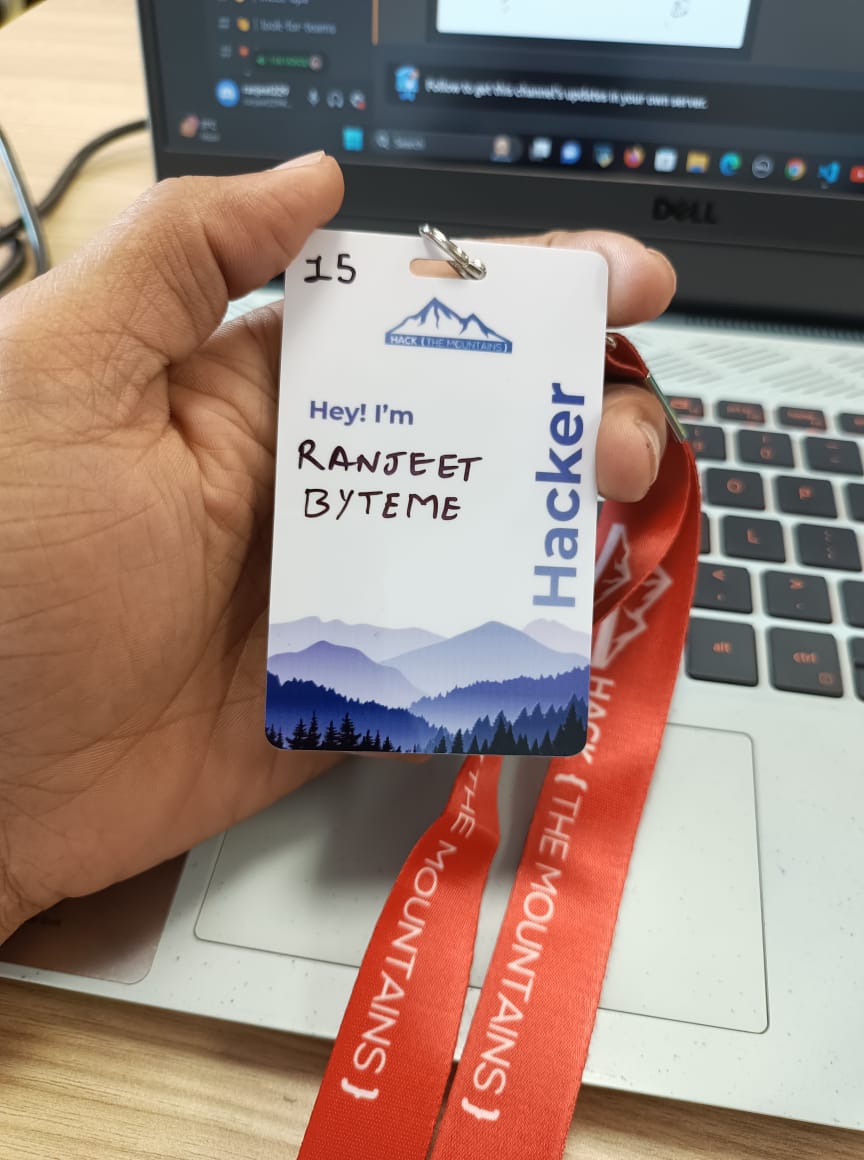 look for teams
Follow to get this channel's updates in your own server.
Search
DELL
15
HACK {THE MOUNTAINS}
Hey! I'm
RANJEET
BYTEME
Hacker
alt
ctrl
HACK {THE MOUNTAINS}
THE MOUNTAINS}